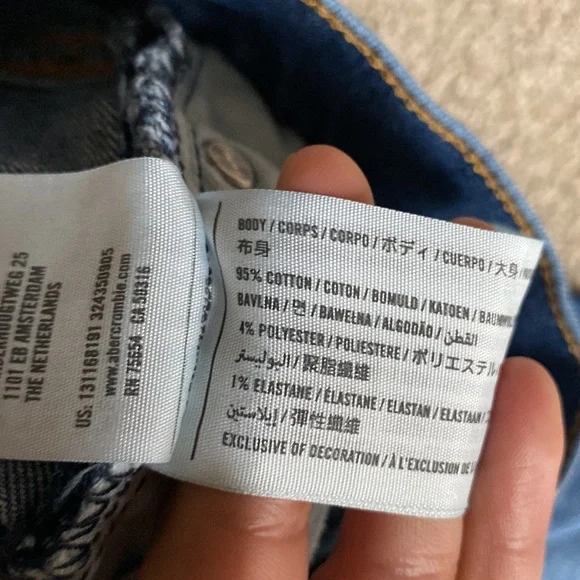 1101 EB AMSTERDAM
THE NETHERLANDS
US: 131168191 324350905
www.abercrombie.com
RN 75654 CA 50316
BODY / CORPS / CORPO / ボディ / CUERPO / 大身 /
布身
95% COTTON / COTON / BOMULD / KATOEN /
BAVLNA / 면 / BAWEŁNA / ALGODÃO / القطن /
4% POLYESTER / POLIESTERE / ポリエステル
البوليستر / 聚脂纖維
1% ELASTANE / ÉLASTANE / ELASTAN / ELASTAAN /
إيلاستين / 彈性纖維
EXCLUSIVE OF DECORATION / À L'EXCLUSION DE